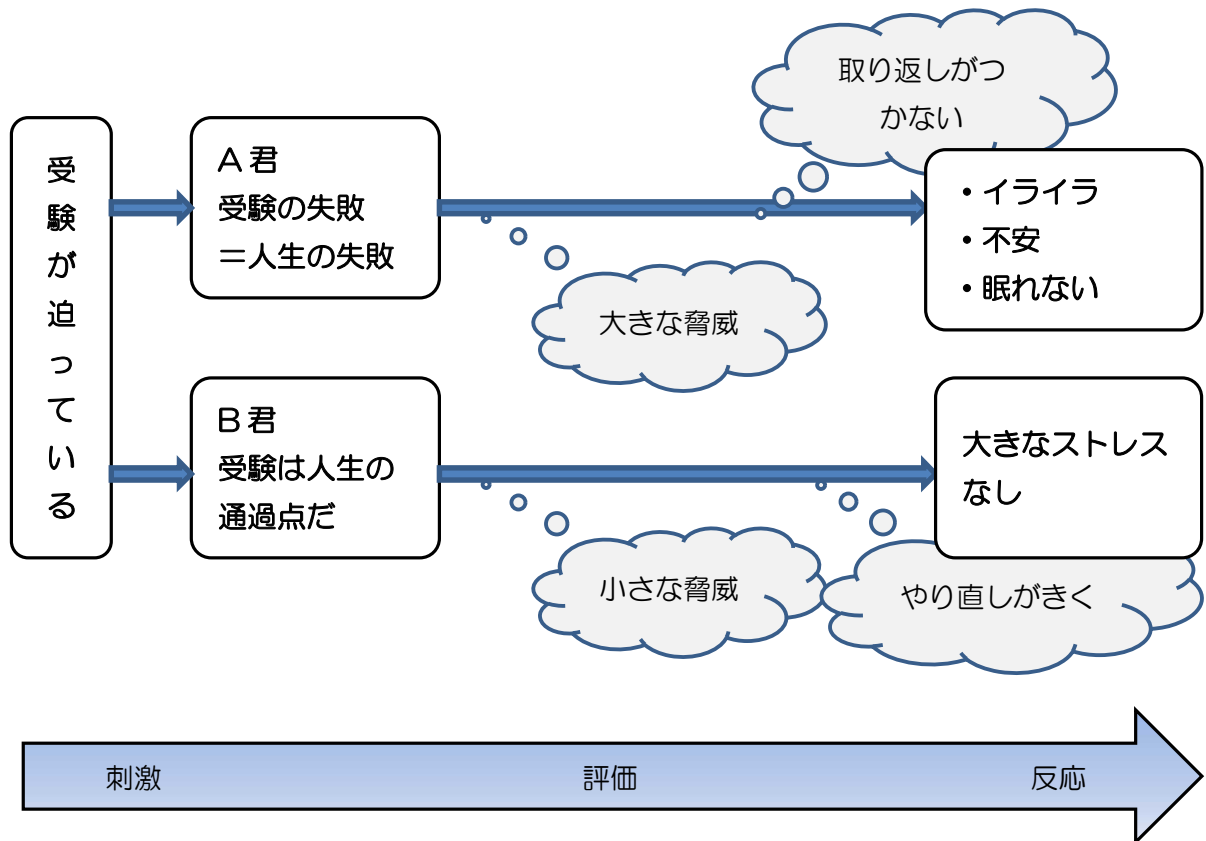 受験が迫っている
A君
受験の失敗
＝人生の失敗
大きな脅威
取り返しがつ
かない
・イライラ
・不安
・眠れない
B君
受験は人生の
通過点だ
小さな脅威
やり直しがきく
大きなストレス
なし
刺激
評価
反応